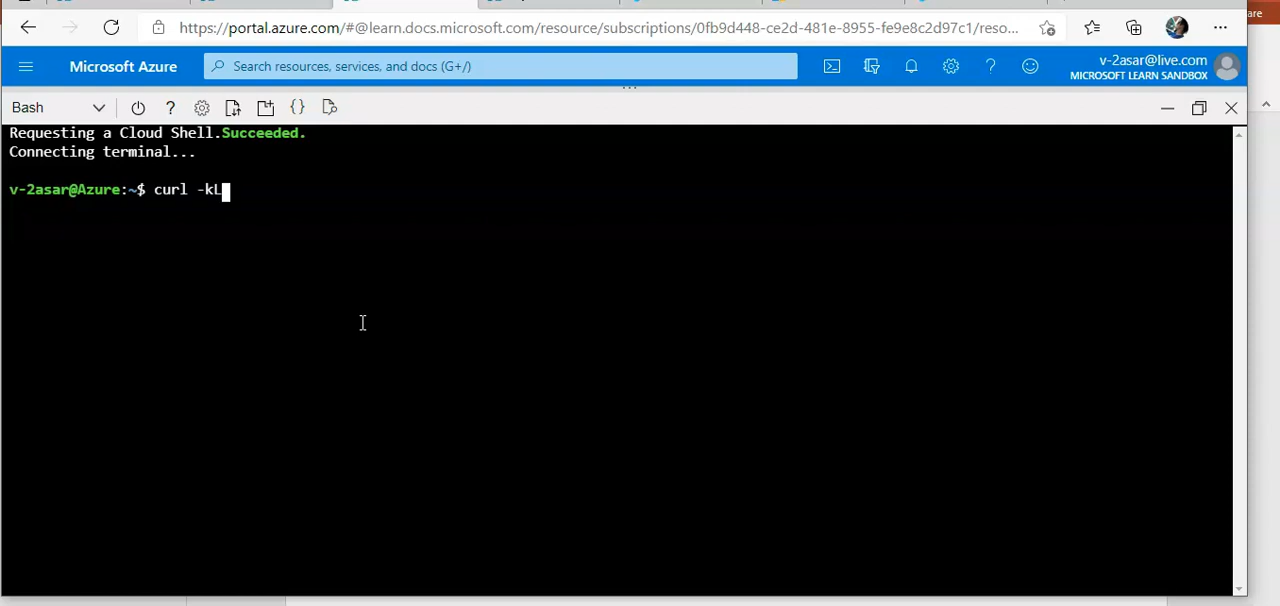 https://portal.azure.com/#@learn.docs.microsoft.com/resource/subscriptions/0fb9d448-ce2d-481e-8955-fe9e8c2d97c1/reso...
are
Microsoft Azure
Search resources, services, and docs (G+/)
v-2asar@live.com
MICROSOFT LEARN SANDBOX
Bash
Requesting a Cloud Shell.Succeeded.
Connecting terminal...
v-2asar@Azure:~$ curl -kL